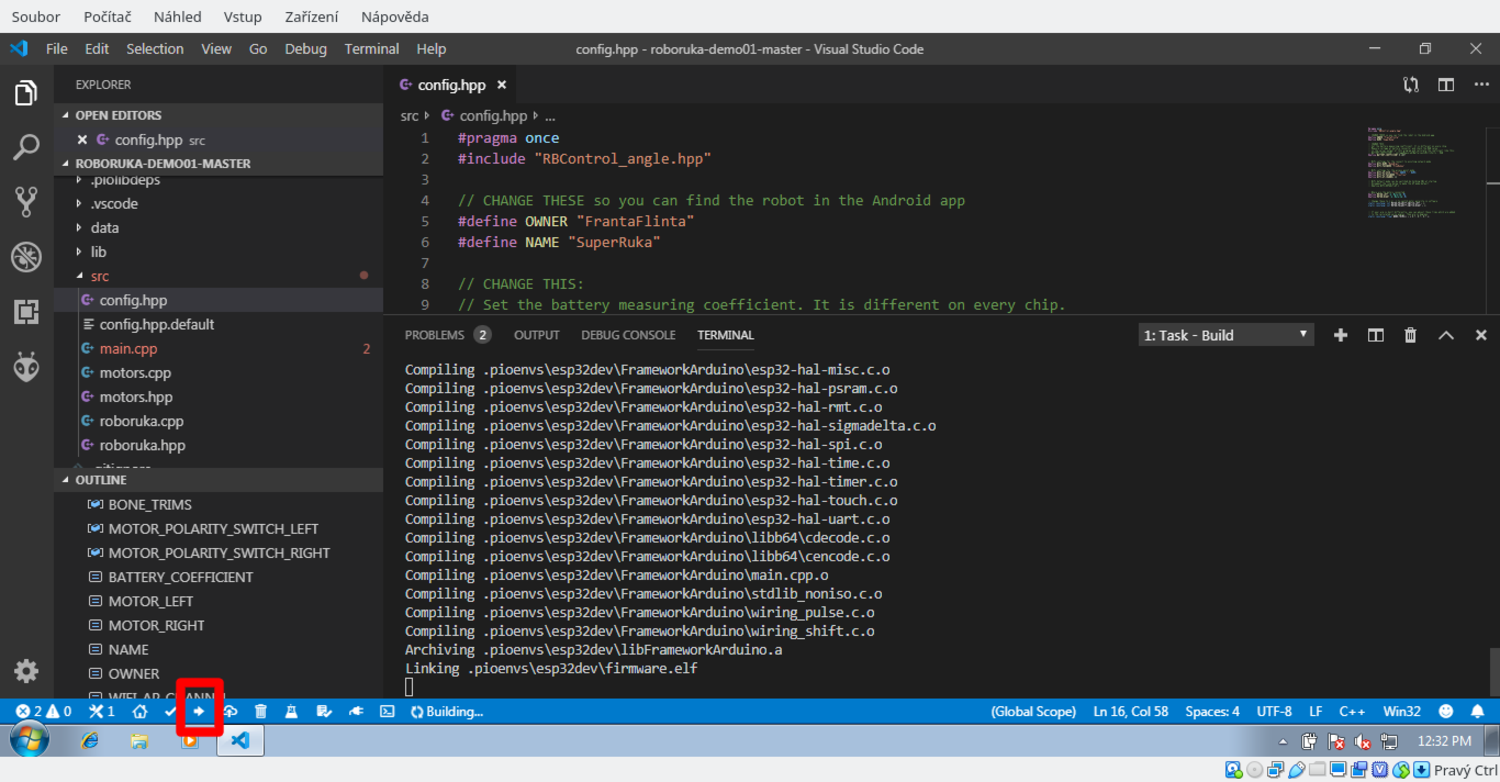 Soubor Počítač Náhled Vstup Zařízení Nápověda
File Edit Selection View Go Debug Terminal Help
config.hpp - roboruka-demo01-master - Visual Studio Code
EXPLORER
OPEN EDITORS
config.hpp src
ROBORUKA-DEMO01-MASTER
.piolibdeps
.vscode
data
lib
src
config.hpp
config.hpp.default
main.cpp 2
motors.cpp
motors.hpp
roboruka.cpp
roboruka.hpp
.gitignore
OUTLINE
BONE_TRIMS
MOTOR_POLARITY_SWITCH_LEFT
MOTOR_POLARITY_SWITCH_RIGHT
BATTERY_COEFFICIENT
MOTOR_LEFT
MOTOR_RIGHT
NAME
OWNER
WIFI_AP_CHANNEL
config.hpp
src config.hpp ...
1 #pragma once
2 #include "RBControl_angle.hpp"
3
4 // CHANGE THESE so you can find the robot in the Android app
5 #define OWNER "FrantaFlinta"
6 #define NAME "SuperRuka"
7
8 // CHANGE THIS:
9 // Set the battery measuring coefficient. It is different on every chip.
PROBLEMS 2 OUTPUT DEBUG CONSOLE TERMINAL 1: Task - Build
Compiling .pioenvs\esp32dev\FrameworkArduino\esp32-hal-misc.c.o
Compiling .pioenvs\esp32dev\FrameworkArduino\esp32-hal-psram.c.o
Compiling .pioenvs\esp32dev\FrameworkArduino\esp32-hal-rmt.c.o
Compiling .pioenvs\esp32dev\FrameworkArduino\esp32-hal-sigmadelta.c.o
Compiling .pioenvs\esp32dev\FrameworkArduino\esp32-hal-spi.c.o
Compiling .pioenvs\esp32dev\FrameworkArduino\esp32-hal-time.c.o
Compiling .pioenvs\esp32dev\FrameworkArduino\esp32-hal-timer.c.o
Compiling .pioenvs\esp32dev\FrameworkArduino\esp32-hal-touch.c.o
Compiling .pioenvs\esp32dev\FrameworkArduino\esp32-hal-uart.c.o
Compiling .pioenvs\esp32dev\FrameworkArduino\libb64\cdecode.c.o
Compiling .pioenvs\esp32dev\FrameworkArduino\libb64\cencode.c.o
Compiling .pioenvs\esp32dev\FrameworkArduino\main.cpp.o
Compiling .pioenvs\esp32dev\FrameworkArduino\stdlib_noniso.c.o
Compiling .pioenvs\esp32dev\FrameworkArduino\wiring_pulse.c.o
Compiling .pioenvs\esp32dev\FrameworkArduino\wiring_shift.c.o
Archiving .pioenvs\esp32dev\libFrameworkArduino.a
Linking .pioenvs\esp32dev\firmware.elf
2 0 1 Building... (Global Scope) Ln 16, Col 58 Spaces: 4 UTF-8 LF C++ Win32
12:32 PM
Pravý Ctrl